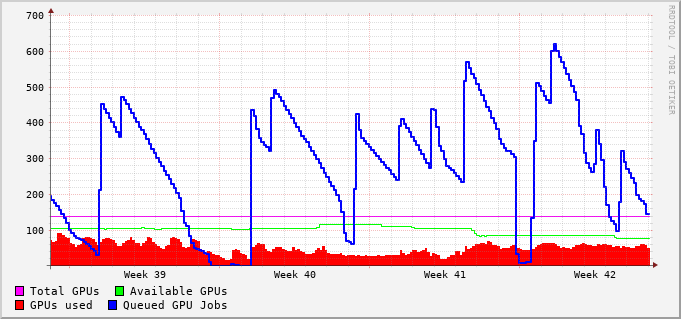 700
600
500
400
300
200
100
Week 39 Week 40 Week 41 Week 42
Total GPUs Available GPUs
GPUs used Queued GPU Jobs
RRDTOOL / TOBI OETIKER